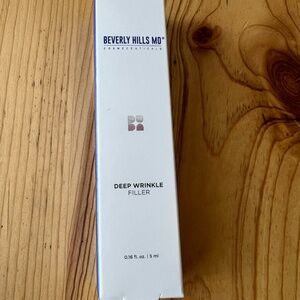 BEVERLY HILLS MD®
COSMECEUTICALS
DEEP WRINKLE
FILLER
0.16 fl. oz. | 5 ml